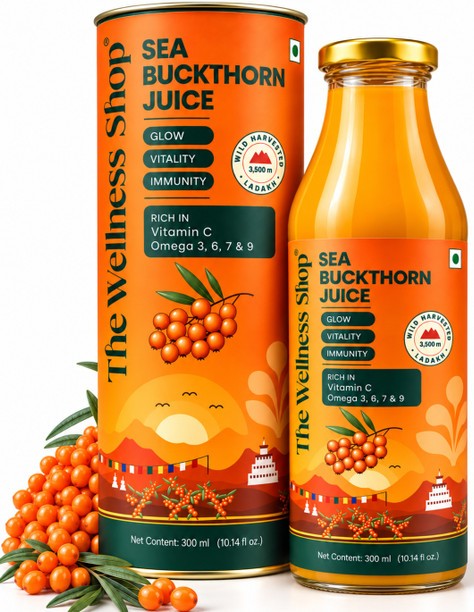 The Wellness Shop®
SEA
BUCKTHORN
JUICE
GLOW
VITALITY
IMMUNITY
WILD HARVESTED
3,500 m
• LADAKH •
RICH IN
Vitamin C
Omega 3, 6, 7 & 9
Net Content: 300 ml (10.14 fl oz.)
The Wellness Shop®
SEA
BUCKTHORN
JUICE
GLOW
VITALITY
IMMUNITY
WILD HARVESTED
3,500 m
• LADAKH •
RICH IN
Vitamin C
Omega 3, 6, 7 & 9
Net Content: 300 ml (10.14 fl oz.)